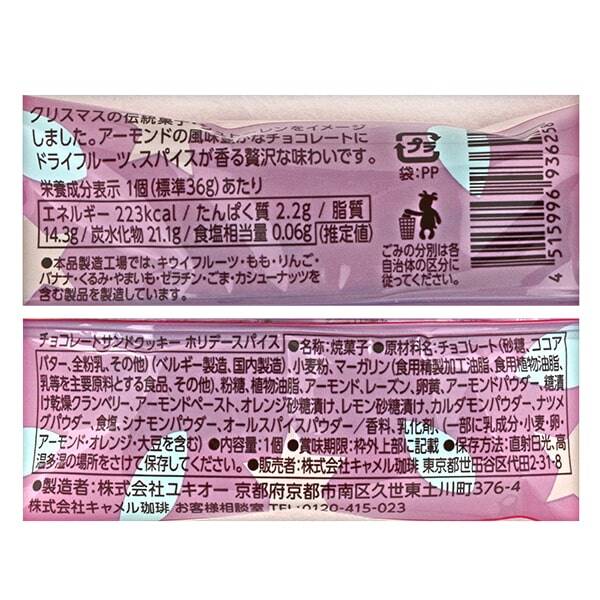 クリスマスの伝統菓子
をイメージ
しました。アーモンドの風味豊かなチョコレートに
ドライフルーツ、スパイスが香る贅沢な味わいです。
栄養成分表示 1個(標準36g)あたり
エネルギー 223kcal / たんぱく質 2.2g / 脂質
14.3g / 炭水化物 21.1g / 食塩相当量 0.06g (推定値)
●本品製造工場では、キウイフルーツ・もも・りんご・
バナナ・くるみ・やまいも・ゼラチン・ごま・カシューナッツを
含む製品を製造しています。
プラ
袋:PP
ごみの分別は各
自治体の区分に
従ってください。
4 515996 936258
チョコレートサンドクッキー ホリデースパイス ●名称:焼菓子 ●原材料名:チョコレート(砂糖、ココア
バター、全粉乳、その他)(ベルギー製造、国内製造)、小麦粉、マーガリン(食用精製加工油脂、食用植物油脂、
乳等を主要原料とする食品、その他)、粉糖、植物油脂、アーモンド、レーズン、卵黄、アーモンドパウダー、糖漬
け乾燥クランベリー、アーモンドペースト、オレンジ砂糖漬け、レモン砂糖漬け、カルダモンパウダー、ナツメ
グパウダー、食塩、シナモンパウダー、オールスパイスパウダー/香料、乳化剤、(一部に乳成分・小麦・卵・
アーモンド・オレンジ・大豆を含む) ●内容量:1個 ●賞味期限:枠外上部に記載 ●保存方法:直射日光、高
温多湿の場所をさけて保存してください。 ●販売者:株式会社キャメル珈琲 東京都世田谷区代田2-31-8
●製造者:株式会社ユキオー 京都府京都市南区久世東土川町376-4
株式会社キャメル珈琲 お客様相談室 TEL:0120-415-023